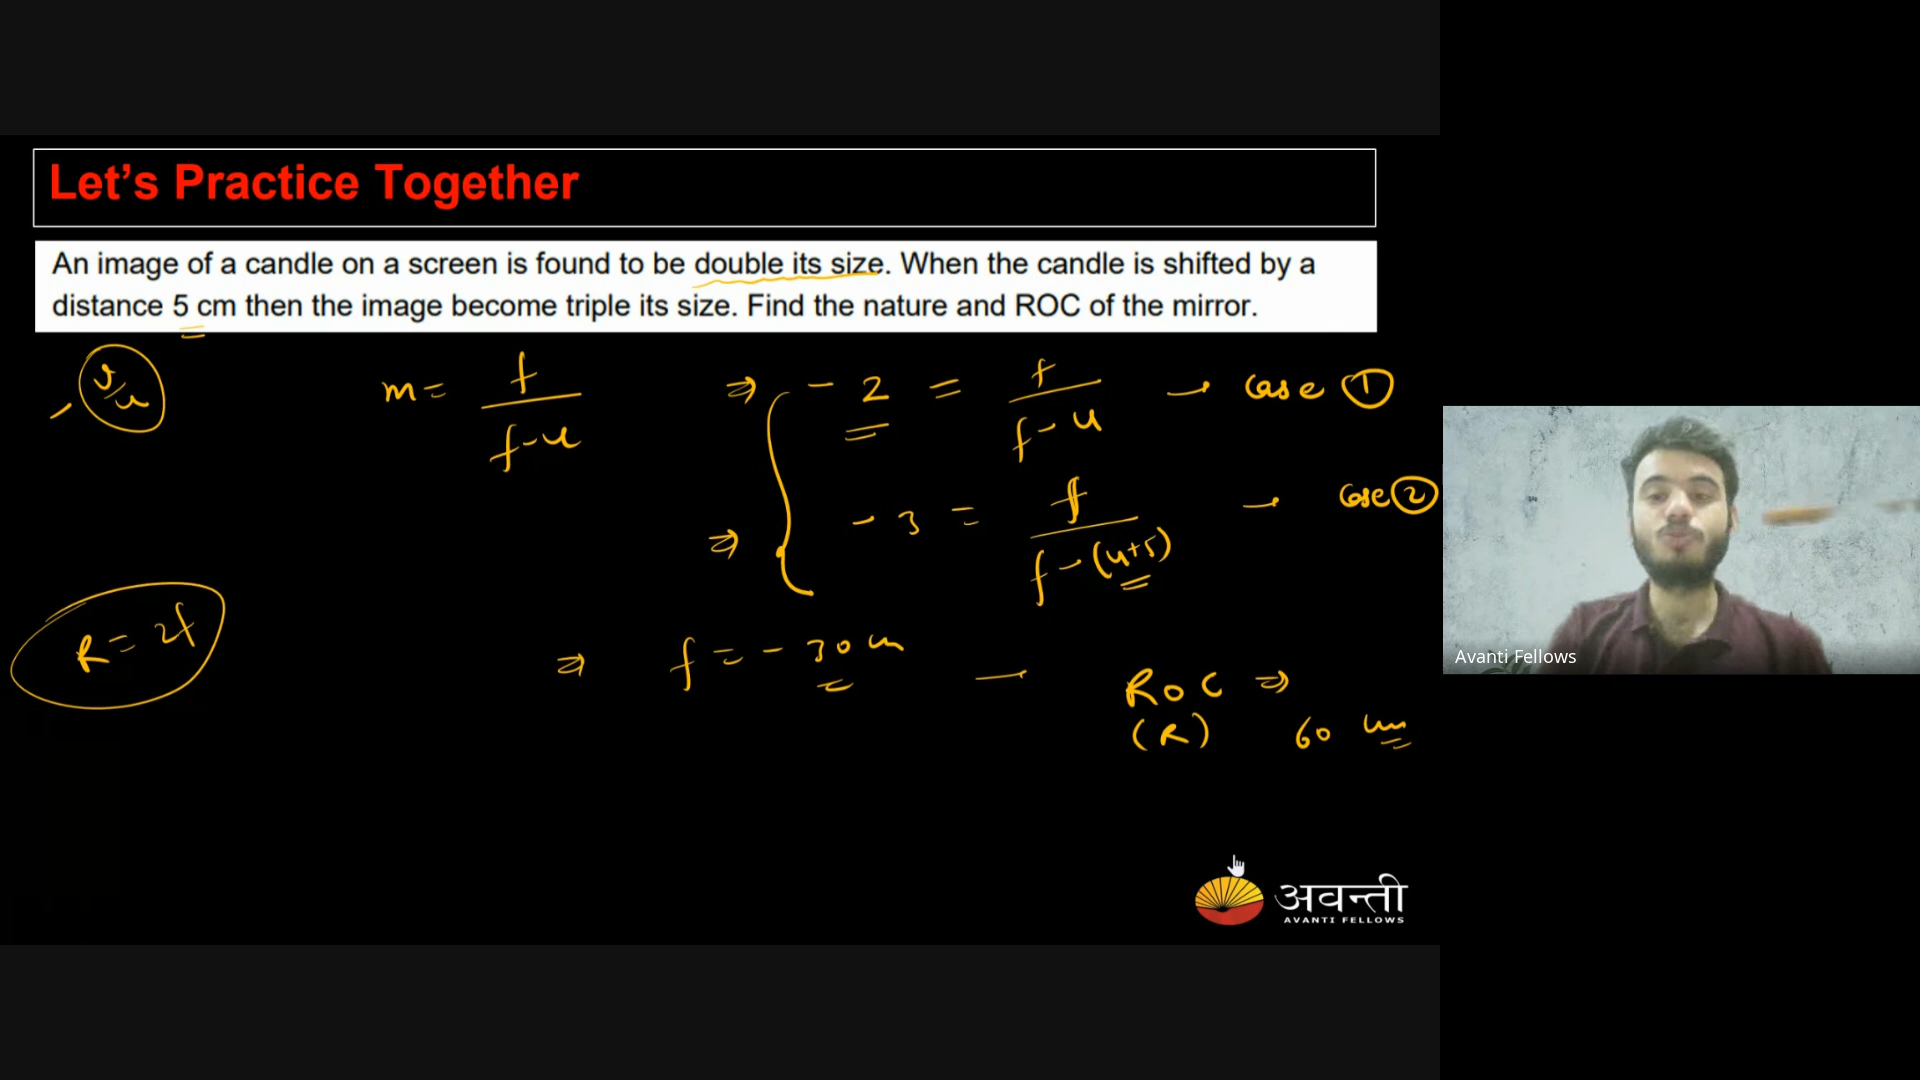 Let's Practice Together
An image of a candle on a screen is found to be double its size. When the candle is shifted by a
distance 5 cm then the image become triple its size. Find the nature and ROC of the mirror.
- v/u
m = f / f-u ⇒ - 2 = f / f-u → Case ①
⇒ - 3 = f / f-(u+5) → Case ②
R = 2f
⇒ f = - 30 cm — ROC ⇒
(R) 60 cm
Avanti Fellows
अवन्ती
AVANTI FELLOWS